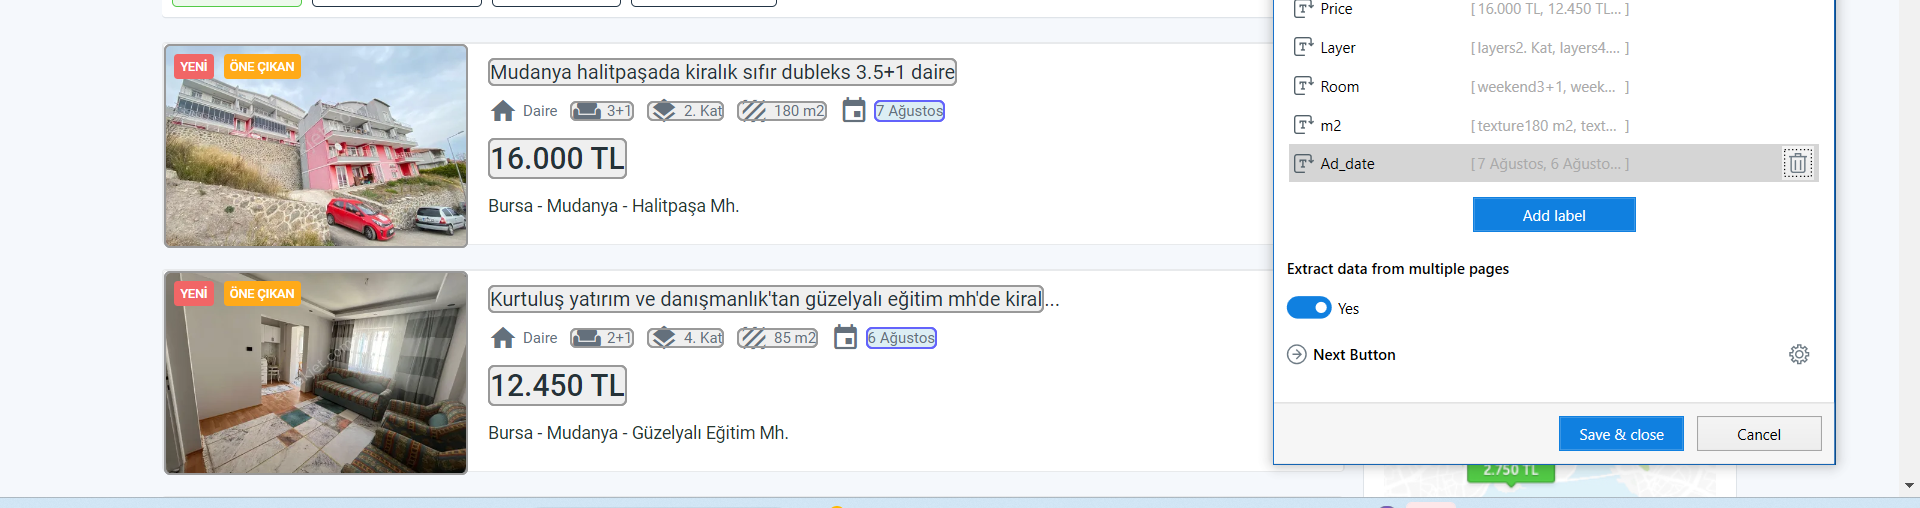 YENİ ÖNE ÇIKAN
Mudanya halitpaşada kiralık sıfır dubleks 3.5+1 daire
Daire 3+1 2. Kat 180 m2 7 Ağustos
16.000 TL
Bursa - Mudanya - Halitpaşa Mh.
YENİ ÖNE ÇIKAN
Kurtuluş yatırım ve danışmanlık'tan güzelyalı eğitim mh'de kiral...
Daire 2+1 4. Kat 85 m2 6 Ağustos
12.450 TL
Bursa - Mudanya - Güzelyalı Eğitim Mh.
Price [ 16.000 TL, 12.450 TL... ]
Layer [ layers2. Kat, layers4.... ]
Room [ weekend3+1, week... ]
m2 [ texture180 m2, text... ]
Ad_date [ 7 Ağustos, 6 Ağusto... ]
Add label
Extract data from multiple pages
Yes
Next Button
Save & close Cancel
2.750 TL